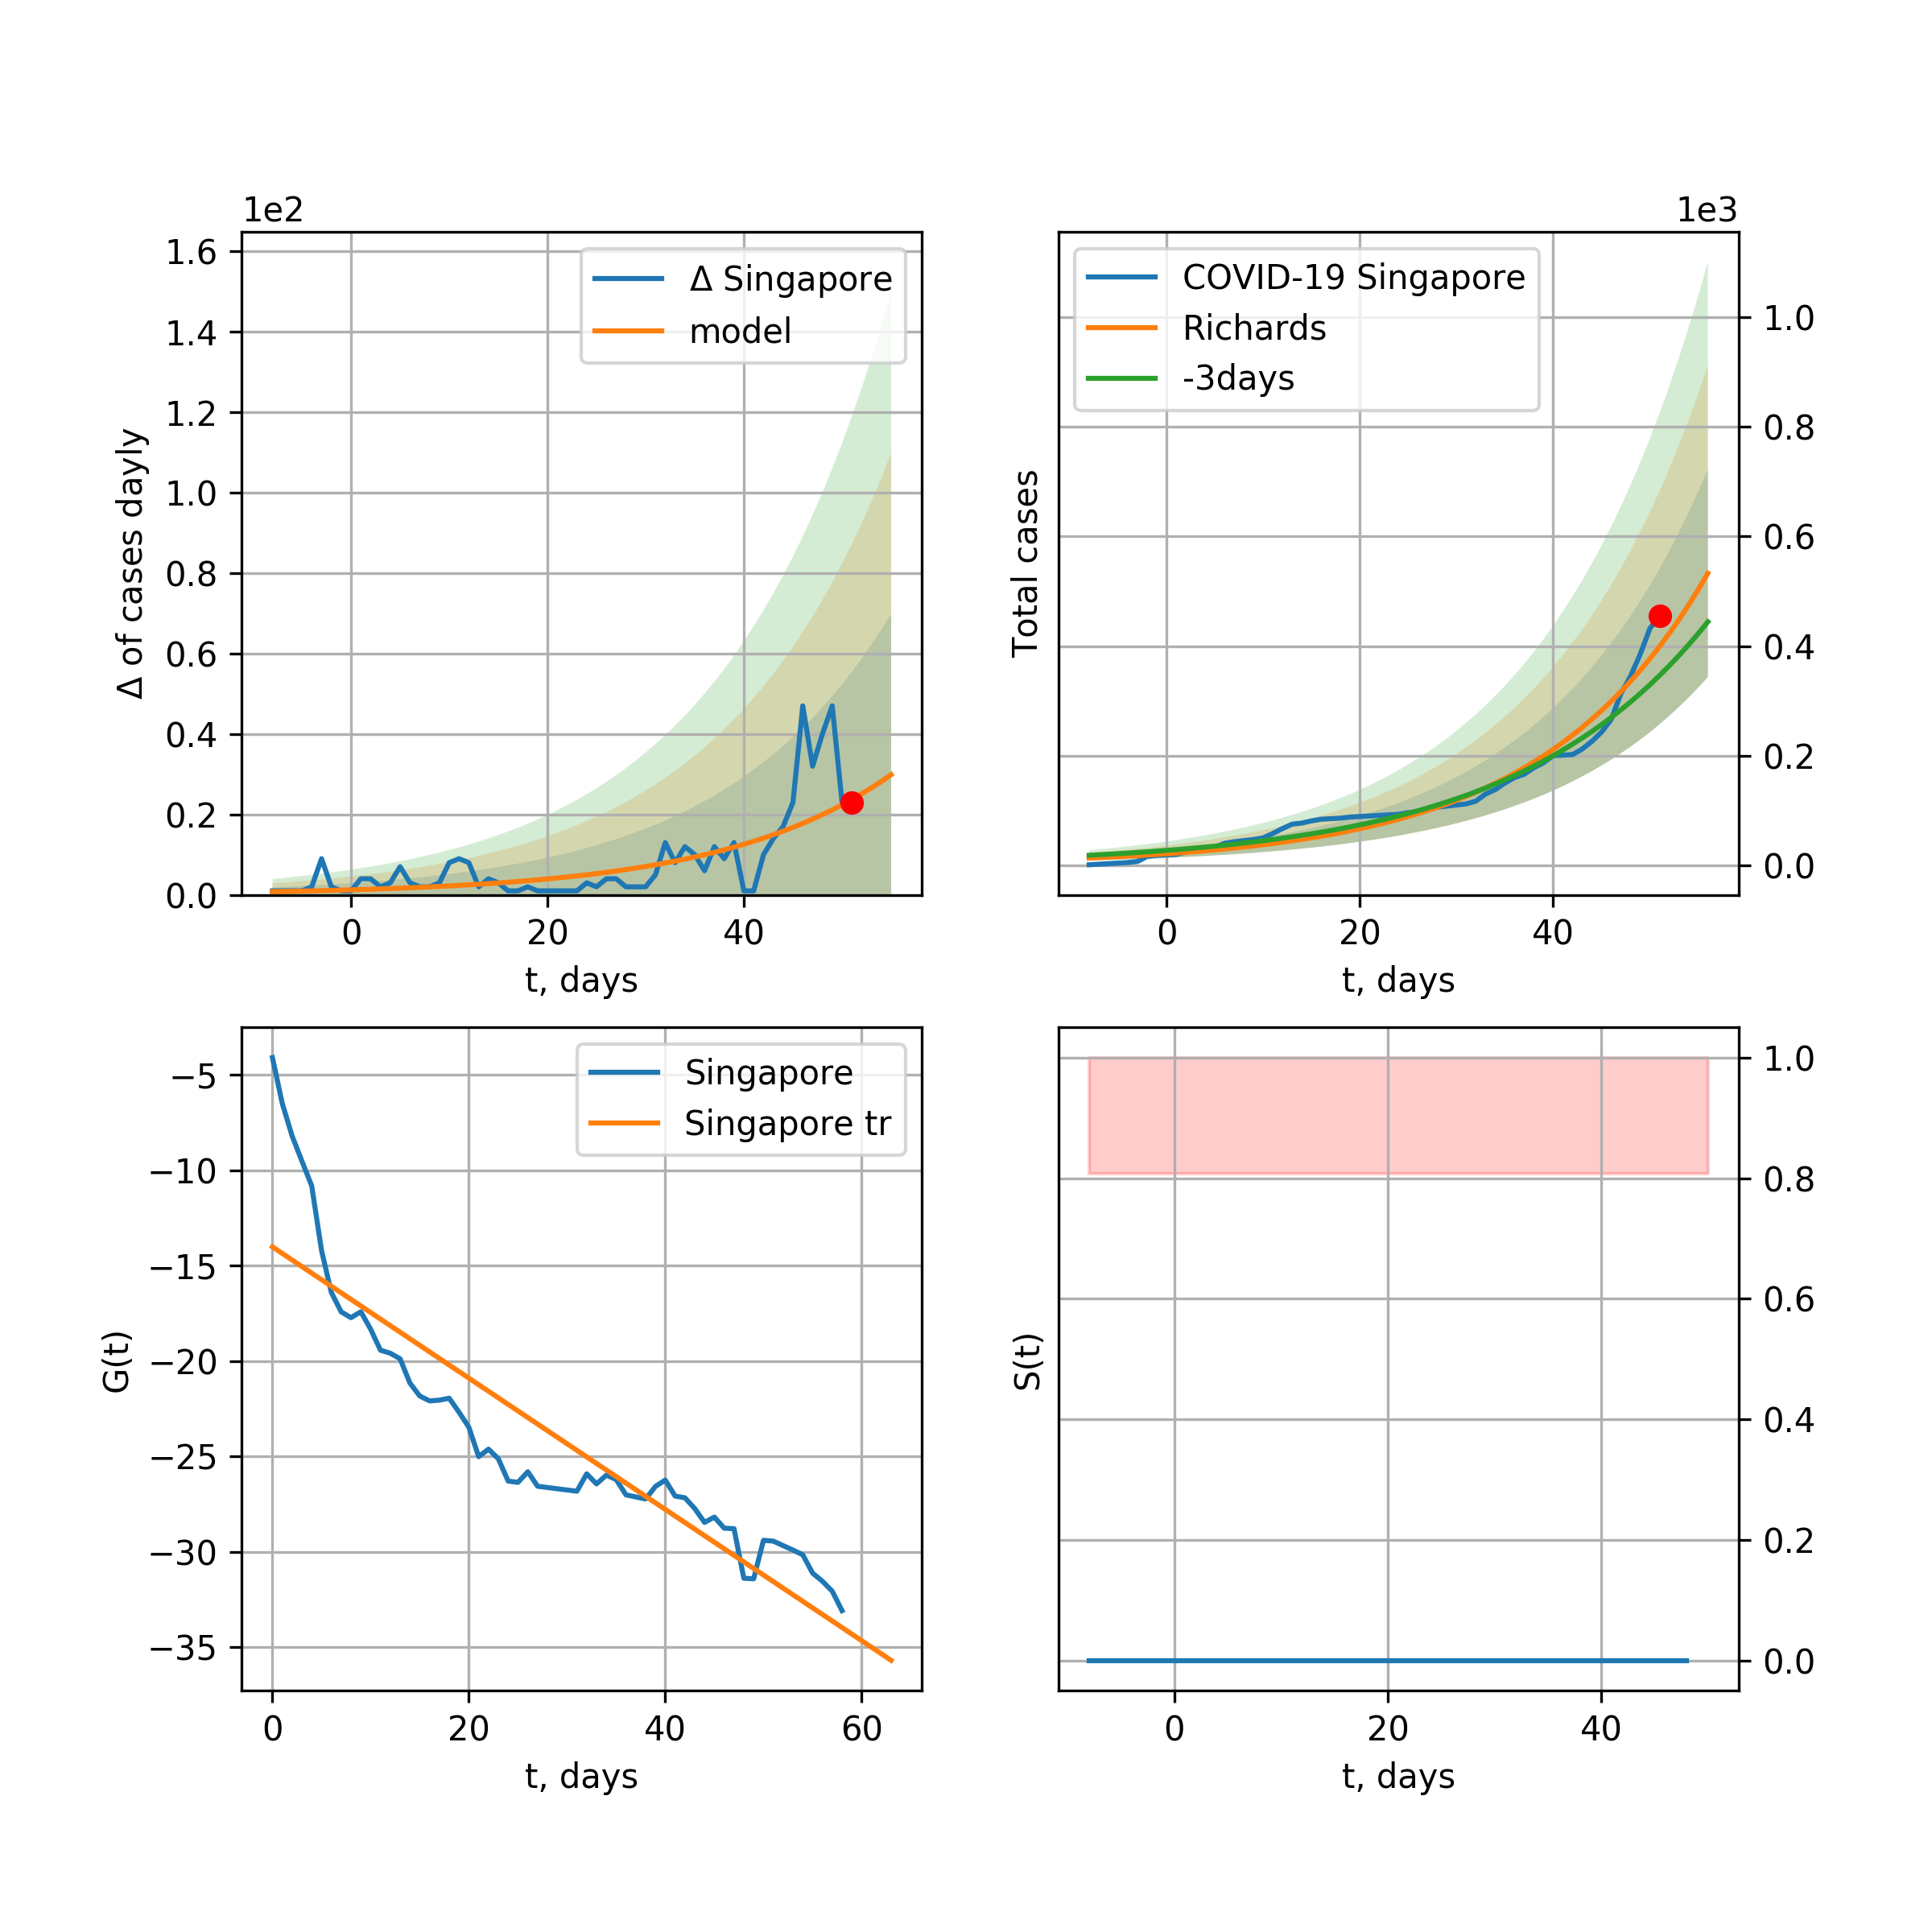 1e2
1.6
1.4
1.2
1.0
0.8
0.6
0.4
0.2
0.0
Δ of cases dayly
Δ Singapore
model
0 20 40
t, days
1e3
COVID-19 Singapore
Richards
-3days
Total cases
1.0
0.8
0.6
0.4
0.2
0.0
0 20 40
t, days
−5
−10
−15
−20
−25
−30
−35
G(t)
Singapore
Singapore tr
0 20 40 60
t, days
S(t)
1.0
0.8
0.6
0.4
0.2
0.0
0 20 40
t, days